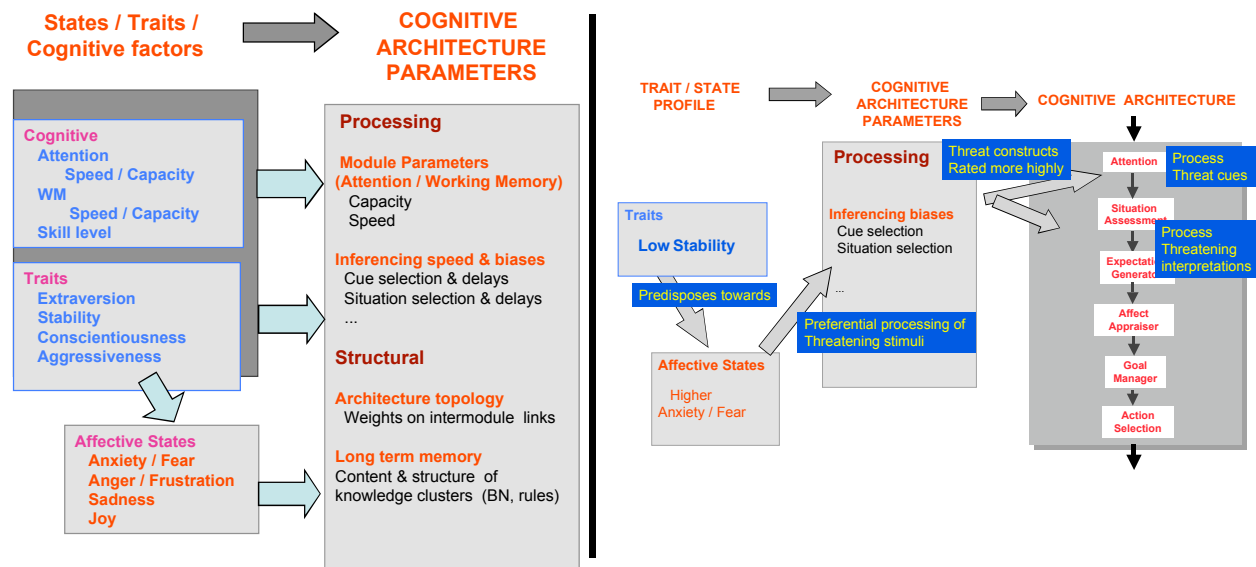 States / Traits /
Cognitive factors
COGNITIVE
ARCHITECTURE
PARAMETERS
Cognitive
Attention
Speed / Capacity
WM
Speed / Capacity
Skill level
Traits
Extraversion
Stability
Conscientiousness
Aggressiveness
Affective States
Anxiety / Fear
Anger / Frustration
Sadness
Joy
Processing
Module Parameters
(Attention / Working Memory)
Capacity
Speed
Inferencing speed & biases
Cue selection & delays
Situation selection & delays
...
Structural
Architecture topology
Weights on intermodule links
Long term memory
Content & structure of
knowledge clusters (BN, rules)
TRAIT / STATE
PROFILE
COGNITIVE
ARCHITECTURE
PARAMETERS
COGNITIVE ARCHITECTURE
Traits
Low Stability
Predisposes towards
Affective States
Higher
Anxiety / Fear
Processing
Inferencing biases
Cue selection
Situation selection
...
Preferential processing of
Threatening stimuli
Threat constructs
Rated more highly
Attention
Process
Threat cues
Situation
Assessment
Process
Threatening
interpretations
Expectation
Generator
Affect
Appraiser
Goal
Manager
Action
Selection